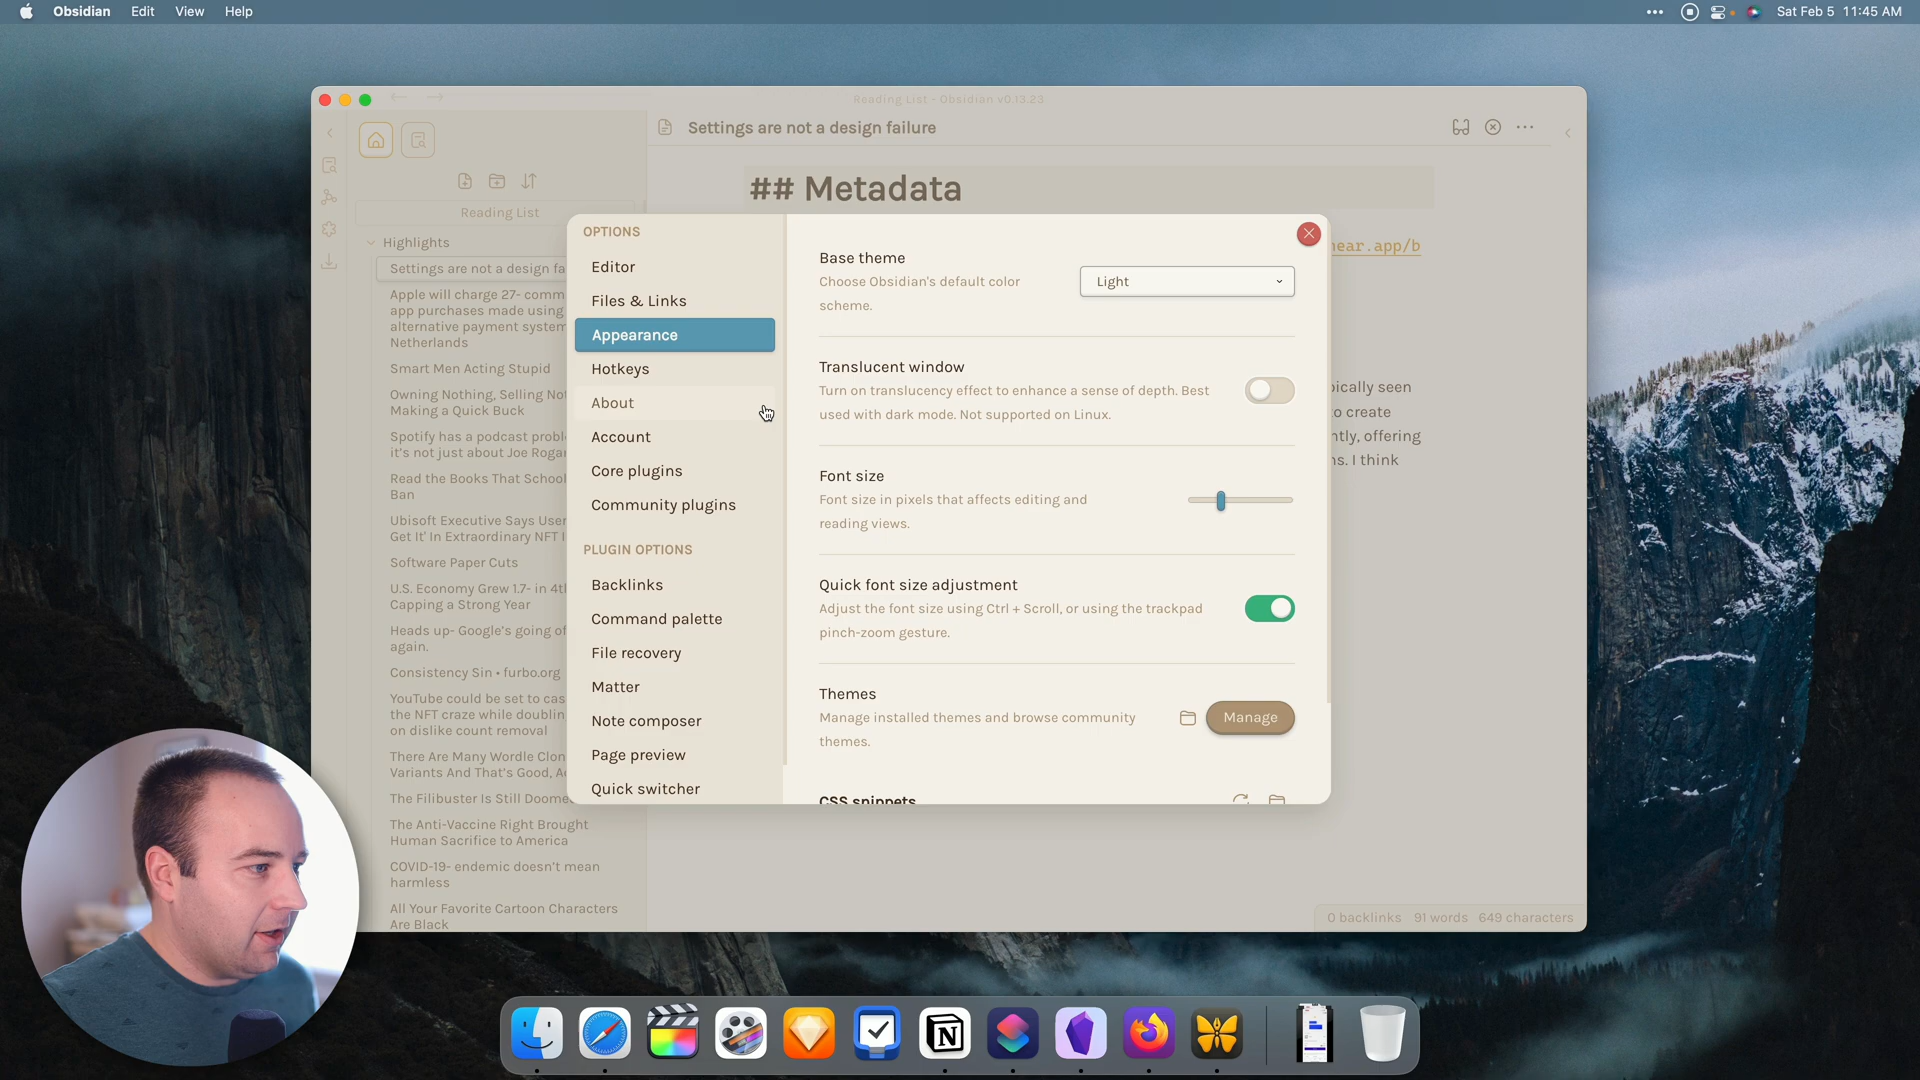 Obsidian Edit View Help
Sat Feb 5 11:45 AM
Reading List - Obsidian v0.13.23
Settings are not a design failure
## Metadata
Reading List
Highlights
Settings are not a design fa
Apple will charge 27- comm
app purchases made using
alternative payment system
Netherlands
Smart Men Acting Stupid
Owning Nothing, Selling Not
Making a Quick Buck
Spotify has a podcast probl
it's not just about Joe Rogan
Read the Books That School
Ban
Ubisoft Executive Says User
Get It' In Extraordinary NFT I
Software Paper Cuts
U.S. Economy Grew 1.7- in 4th
Capping a Strong Year
Heads up- Google's going of
again.
Consistency Sin • furbo.org
YouTube could be set to cas
the NFT craze while doublin
on dislike count removal
There Are Many Wordle Clon
Variants And That's Good, Ac
The Filibuster Is Still Doome
The Anti-Vaccine Right Brought
Human Sacrifice to America
COVID-19- endemic doesn't mean
harmless
All Your Favorite Cartoon Characters
Are Black
OPTIONS
Editor
Files & Links
Appearance
Hotkeys
About
Account
Core plugins
Community plugins
PLUGIN OPTIONS
Backlinks
Command palette
File recovery
Matter
Note composer
Page preview
Quick switcher
Base theme
Choose Obsidian's default color
scheme.
Light
Translucent window
Turn on translucency effect to enhance a sense of depth. Best
used with dark mode. Not supported on Linux.
Font size
Font size in pixels that affects editing and
reading views.
Quick font size adjustment
Adjust the font size using Ctrl + Scroll, or using the trackpad
pinch-zoom gesture.
Themes
Manage installed themes and browse community
themes.
Manage
CSS snippets
near.app/b
pically seen
o create
ntly, offering
ns. I think
0 backlinks 91 words 649 characters